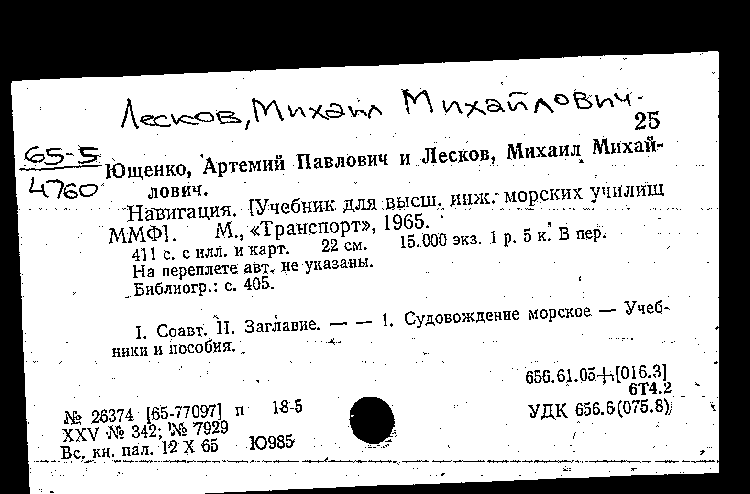 Лесков, Михаил Михайлович.
25
65-5
4760
Ющенко, Артемий Павлович и Лесков, Михаил Михай-
лович.
Навигация. [Учебник для высш. инж. морских училищ
ММФ]. М., «Транспорт», 1965.
411 с. с илл. и карт. 22 см. 15.000 экз. 1 р. 5 к. В пер.
На переплете авт. не указаны.
Библиогр.: с. 405.
I. Соавт. II. Заглавие. — — 1. Судовождение морское — Учеб-
ники и пособия.
656.61.05+[016.3]
6Т4.2
№ 26374 [65-77097] п 18-5
УДК 656.6(075.8)
XXV № 342; № 7929
Вс. кн. пал. 12 X 65 Ю985